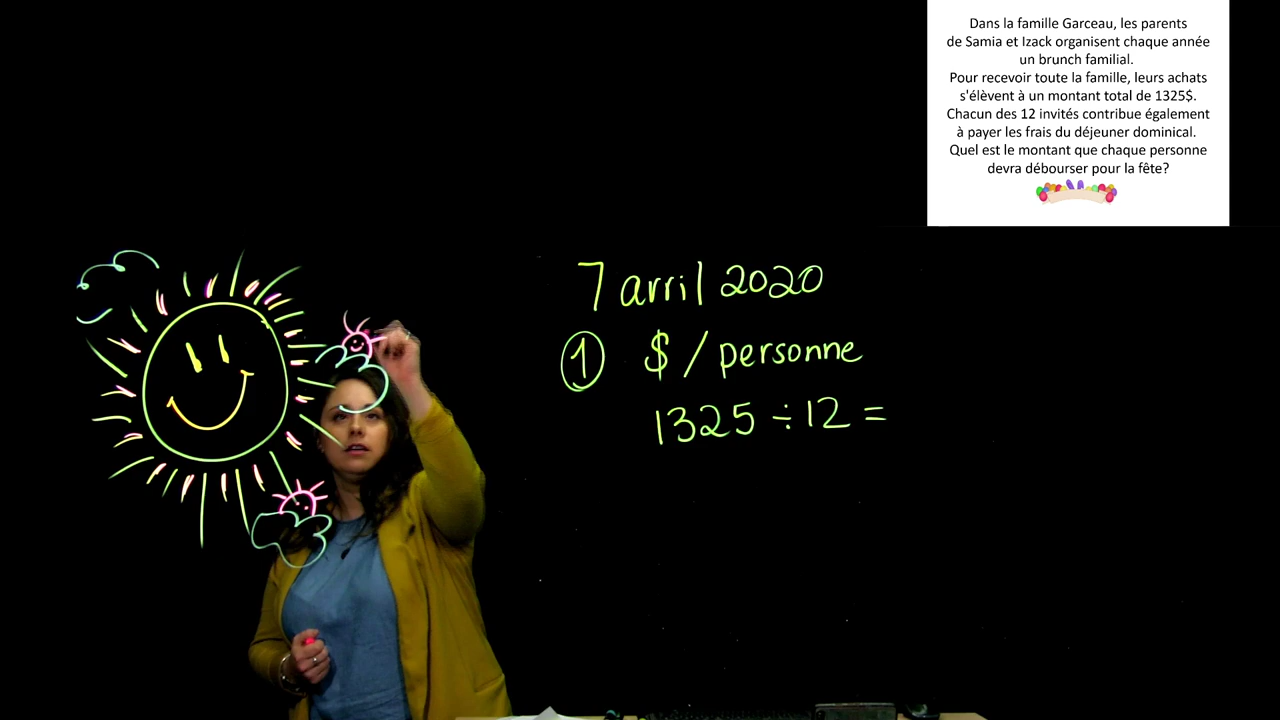 Dans la famille Garceau, les parents
de Samia et Izack organisent chaque année
un brunch familial.
Pour recevoir toute la famille, leurs achats
s'élèvent à un montant total de 1325$.
Chacun des 12 invités contribue également
à payer les frais du déjeuner dominical.
Quel est le montant que chaque personne
devra débourser pour la fête?
7 avril 2020
1 $ / personne
1325 ÷ 12 =